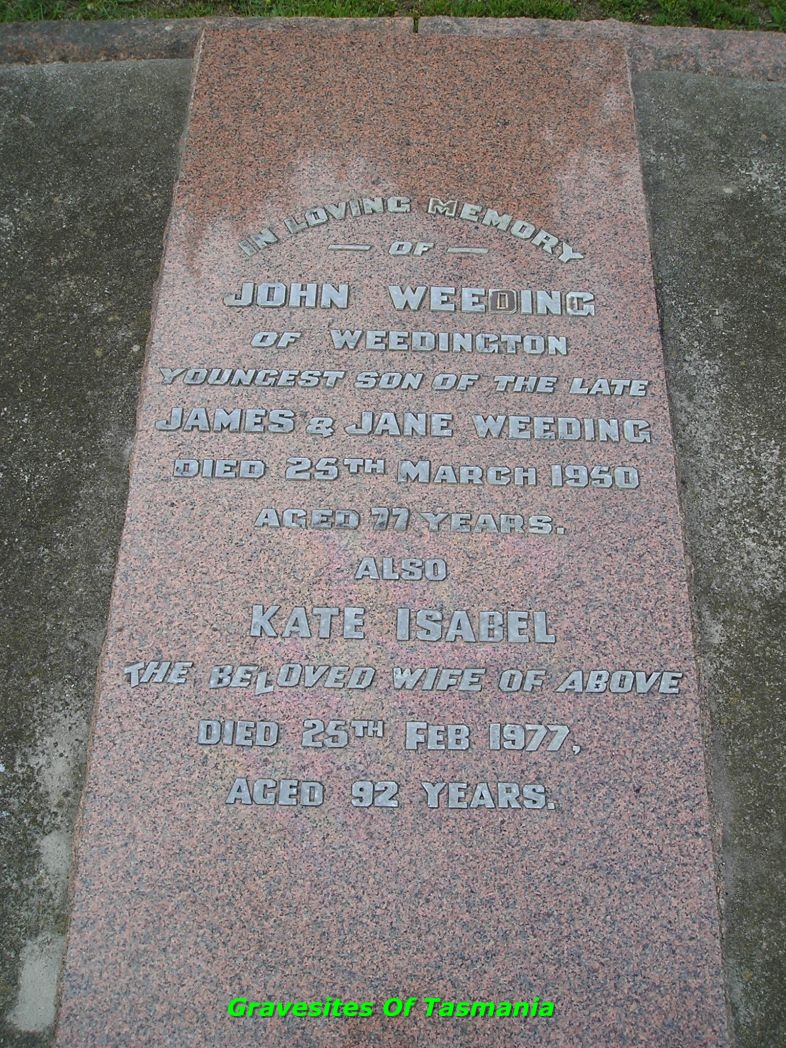 IN LOVING MEMORY
— OF —
JOHN WEEDING
OF WEEDINGTON
YOUNGEST SON OF THE LATE
JAMES & JANE WEEDING
DIED 25TH MARCH 1950
AGED 77 YEARS.
ALSO
KATE ISABEL
THE BELOVED WIFE OF ABOVE
DIED 25TH FEB 1977,
AGED 92 YEARS.
Gravesites Of Tasmania